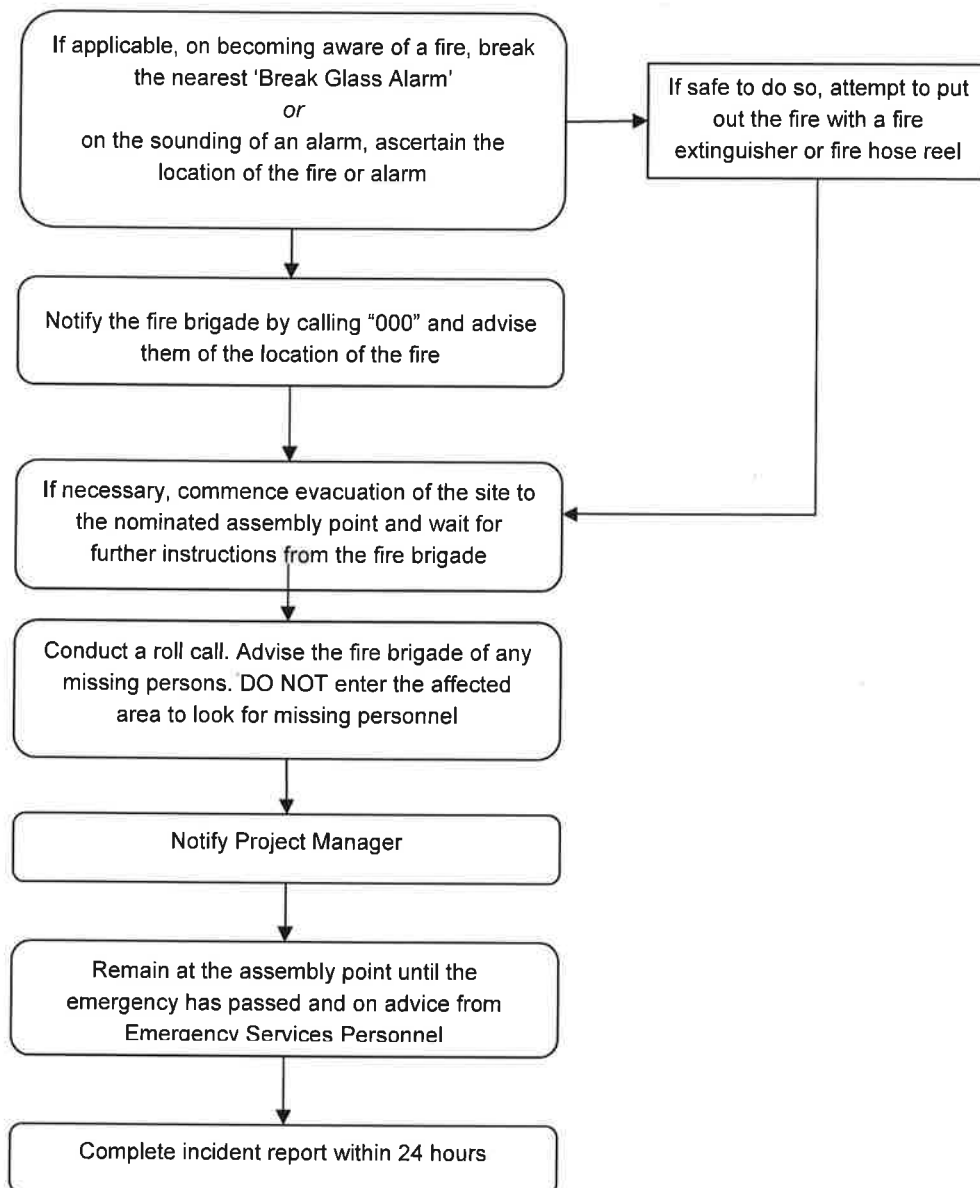 If applicable, on becoming aware of a fire, break
the nearest ‘Break Glass Alarm’
or
on the sounding of an alarm, ascertain the
location of the fire or alarm
If safe to do so, attempt to put
out the fire with a fire
extinguisher or fire hose reel
Notify the fire brigade by calling “000” and advise
them of the location of the fire
If necessary, commence evacuation of the site to
the nominated assembly point and wait for
further instructions from the fire brigade
Conduct a roll call. Advise the fire brigade of any
missing persons. DO NOT enter the affected
area to look for missing personnel
Notify Project Manager
Remain at the assembly point until the
emergency has passed and on advice from
Emergency Services Personnel
Complete incident report within 24 hours